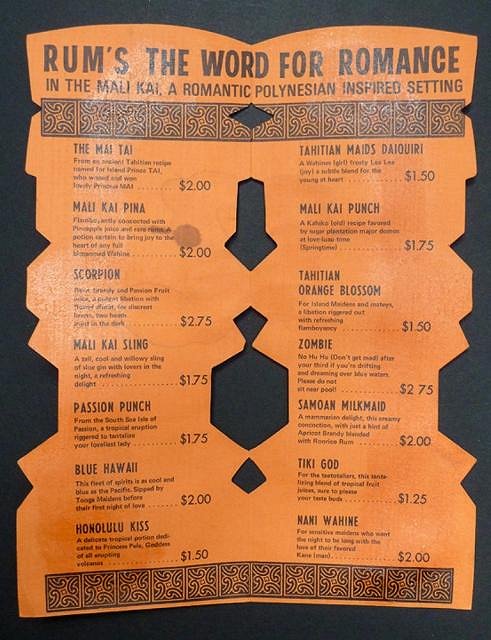 RUM'S THE WORD FOR ROMANCE
IN THE MALI KAI, A ROMANTIC POLYNESIAN INSPIRED SETTING
THE MAI TAI
From an ancient Tahitian recipe
named for Island Prince TAI,
who wooed and won
lovely Princess MAI $2.00
MALI KAI PINA
Flamboyantly concocted with
Pineapple juice and rare rums. A
potion certain to bring joy to the
heart of any full
blossomed Wahine $2.00
SCORPION
Rum, Brandy and Passion Fruit
juice, a potent libation with
for discreet
lovers, two
in the dark $2.75
MALI KAI SLING
A tall, cool and willowy sling
of sloe gin with lovers in the
night, a refreshing
delight $1.75
PASSION PUNCH
From the South Sea Isle of
Passion, a tropical eruption
riggered to tantalize
your loveliest lady $1.75
BLUE HAWAII
This fleet of spirits is as cool and
blue as the Pacific. Sipped by
Tonga Maidens before
their first night of love $2.00
HONOLULU KISS
A delicate tropical potion dedi-
cated to Princess Pele, Goddess
of all erupting
volcanos $1.50
TAHITIAN MAIDS DAIQUIRI
A Wahines (girl) frosty Lea Lea
(joy) a subtle blend for the
young at heart $1.50
MALI KAI PUNCH
A Kahiko (old) recipe favored
by sugar plantation major domos
at love-luau time
(Springtime) $1.75
TAHITIAN
ORANGE BLOSSOM
For Island Maidens and mateys,
a libation riggered out
with refreshing
flamboyancy $1.50
ZOMBIE
No Hu Hu (Don't get mad) after
your third if you're drifting
and dreaming over blue waters.
Please do not
sit near pool! $2 75
SAMOAN MILKMAID
A mammarian delight, this creamy
concoction, with just a hint of
Apricot Brandy blended
with Ronrico Rum $2.00
TIKI GOD
For the teetotallers, this tanta-
lizing blend of tropical fruit
juices, sure to please
your taste buds $1.25
NANI WAHINE
For sensitive maidens who want
the night to be long with the
love of their favored
Kane (man) $2.00